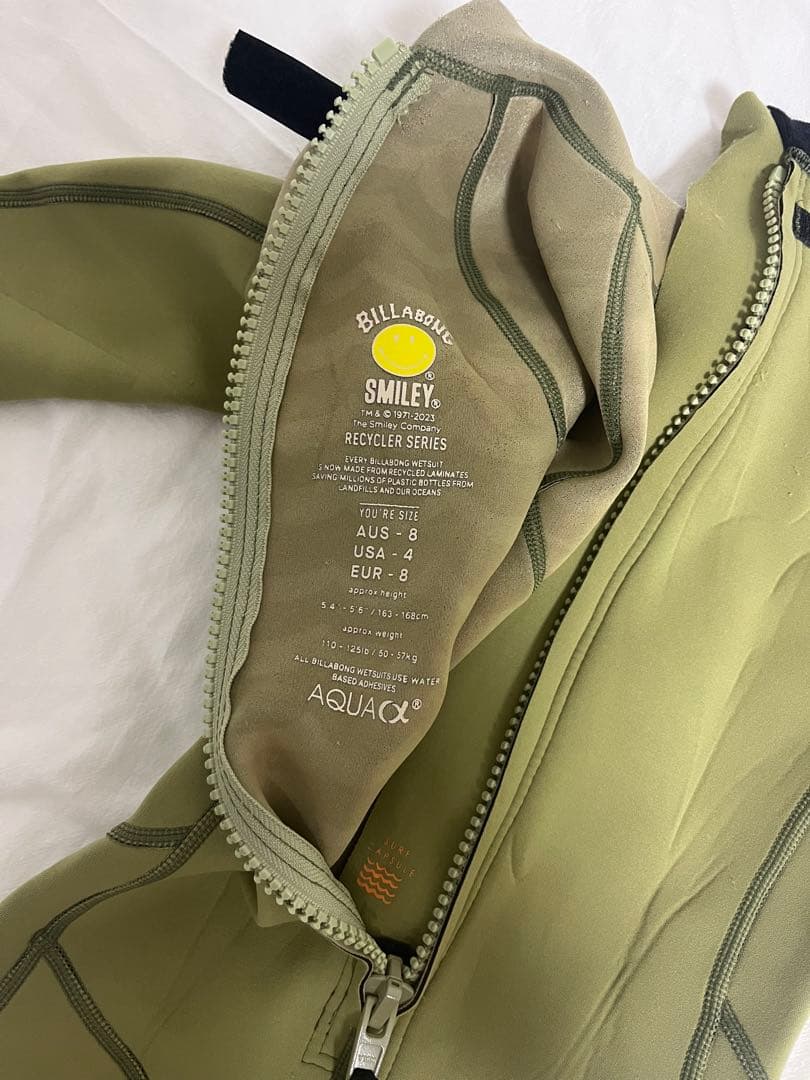 BILLABONG
SMILEY®
TM & © 1971-2023
The Smiley Company
RECYCLER SERIES
EVERY BILLABONG WETSUIT
IS NOW MADE FROM RECYCLED LAMINATES
SAVING MILLIONS OF PLASTIC BOTTLES FROM
LANDFILLS AND OUR OCEANS
YOU'RE SIZE
AUS - 8
USA - 4
EUR - 8
approx height
5.4" - 5'6" / 163 - 168cm
approx weight
110 - 125lb / 50 - 57kg
ALL BILLABONG WETSUITS USE WATER
BASED ADHESIVES
AQUAα®
SURF
CAPSULE